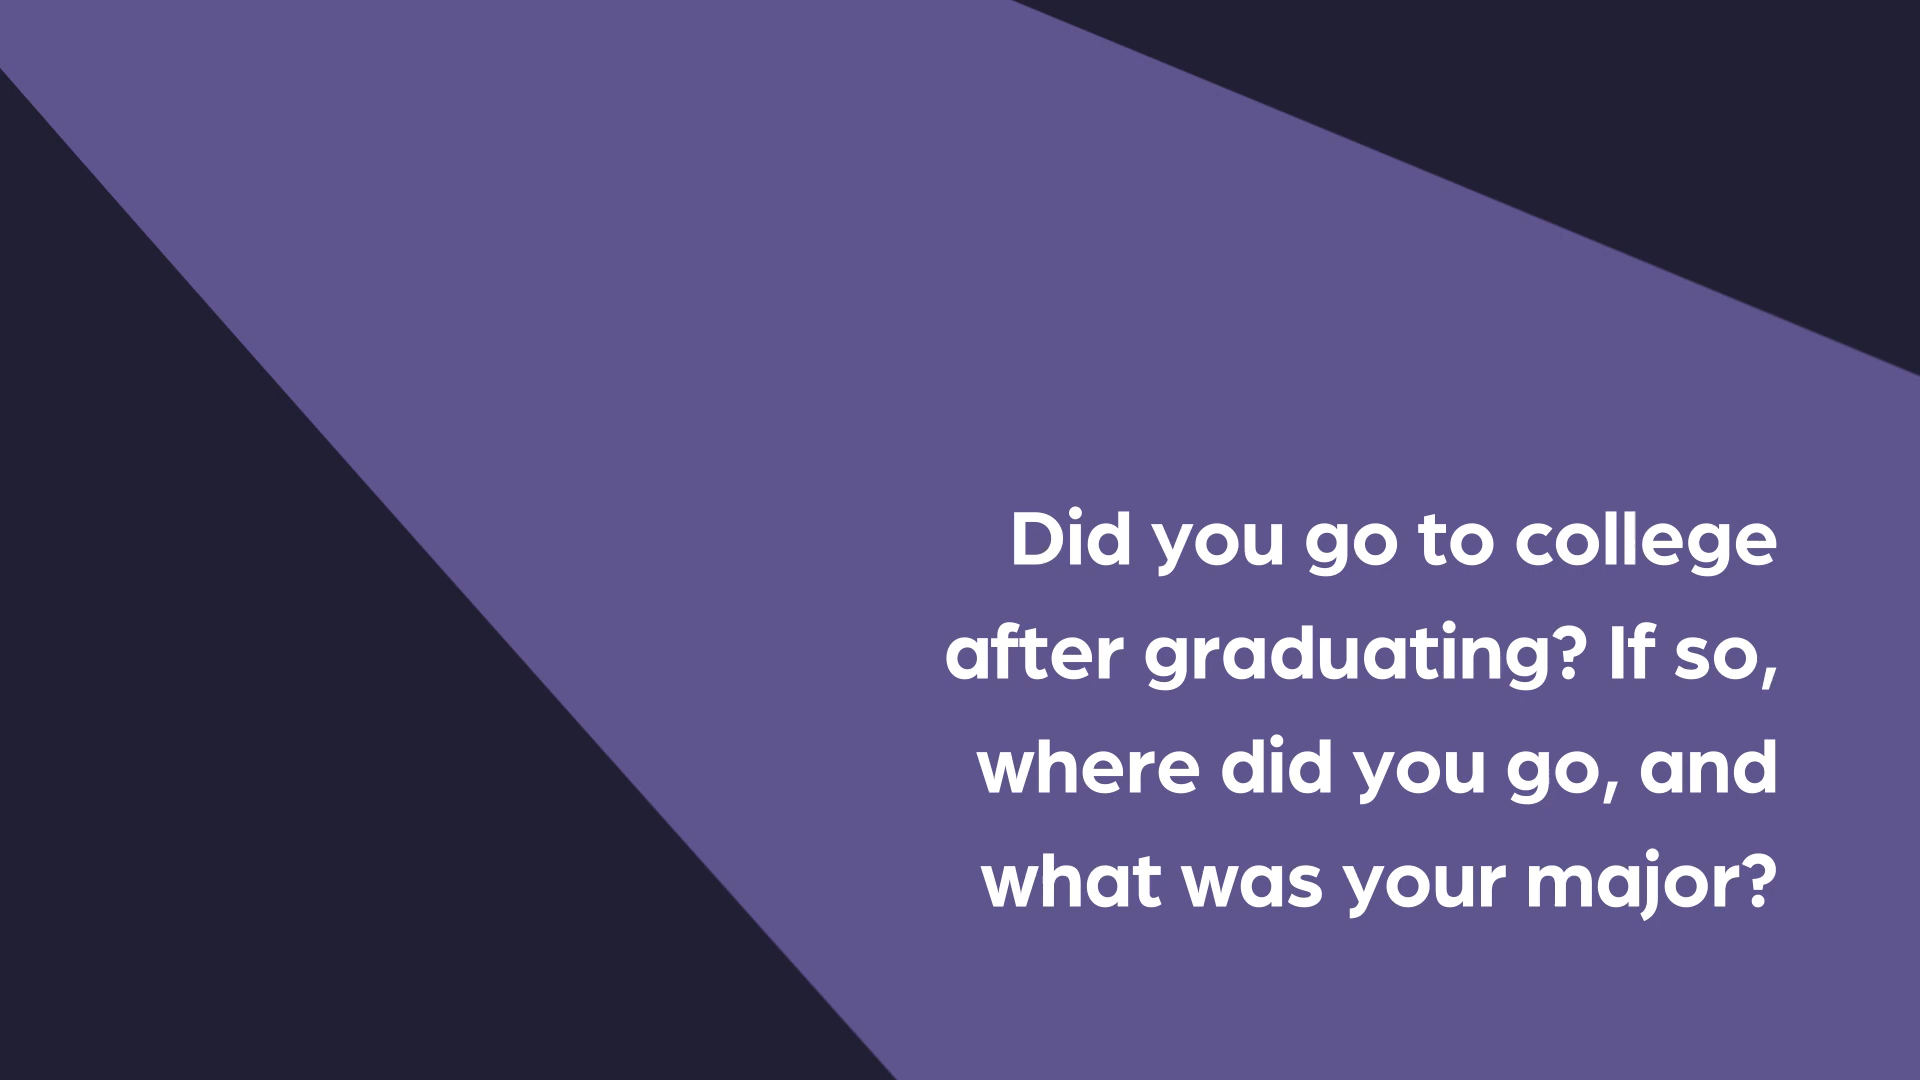 Did you go to college
after graduating? If so,
where did you go, and
what was your major?